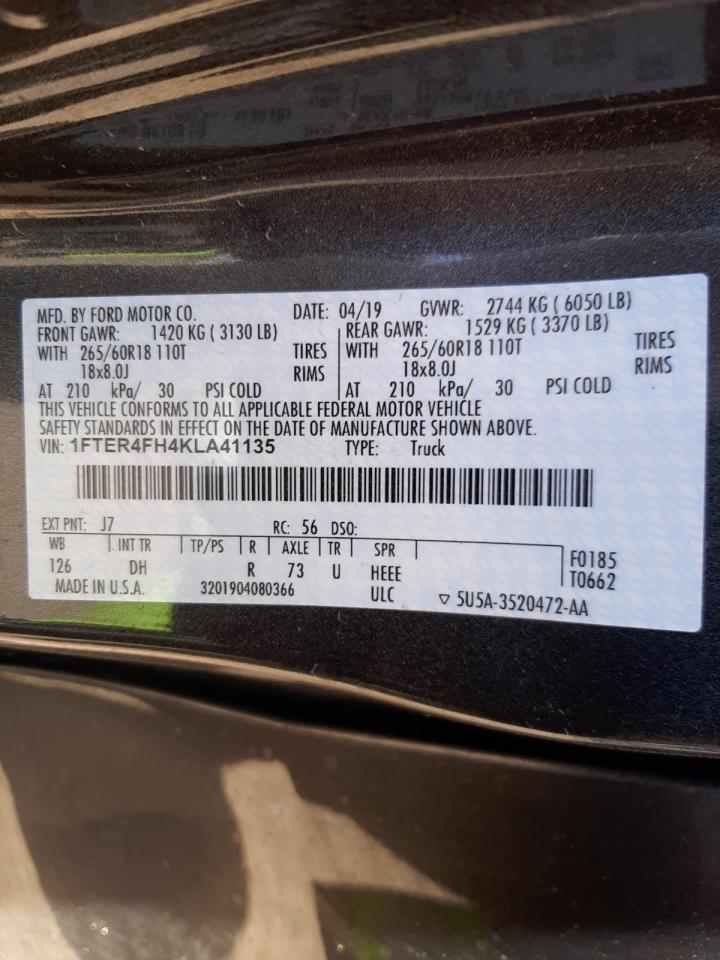 MFD. BY FORD MOTOR CO. DATE: 04/19 GVWR: 2744 KG ( 6050 LB)
FRONT GAWR: 1420 KG ( 3130 LB) REAR GAWR: 1529 KG ( 3370 LB)
WITH 265/60R18 110T TIRES WITH 265/60R18 110T TIRES
18x8.0J RIMS 18x8.0J RIMS
AT 210 kPa/ 30 PSI COLD AT 210 kPa/ 30 PSI COLD
THIS VEHICLE CONFORMS TO ALL APPLICABLE FEDERAL MOTOR VEHICLE
SAFETY STANDARDS IN EFFECT ON THE DATE OF MANUFACTURE SHOWN ABOVE.
VIN: 1FTER4FH4KLA41135 TYPE: Truck
EXT PNT: J7 RC: 56 DSO:
WB INT TR TP/PS R AXLE TR SPR F0185
126 DH R 73 U HEEE T0662
MADE IN U.S.A. 3201904080366 ULC ▽ 5U5A-3520472-AA